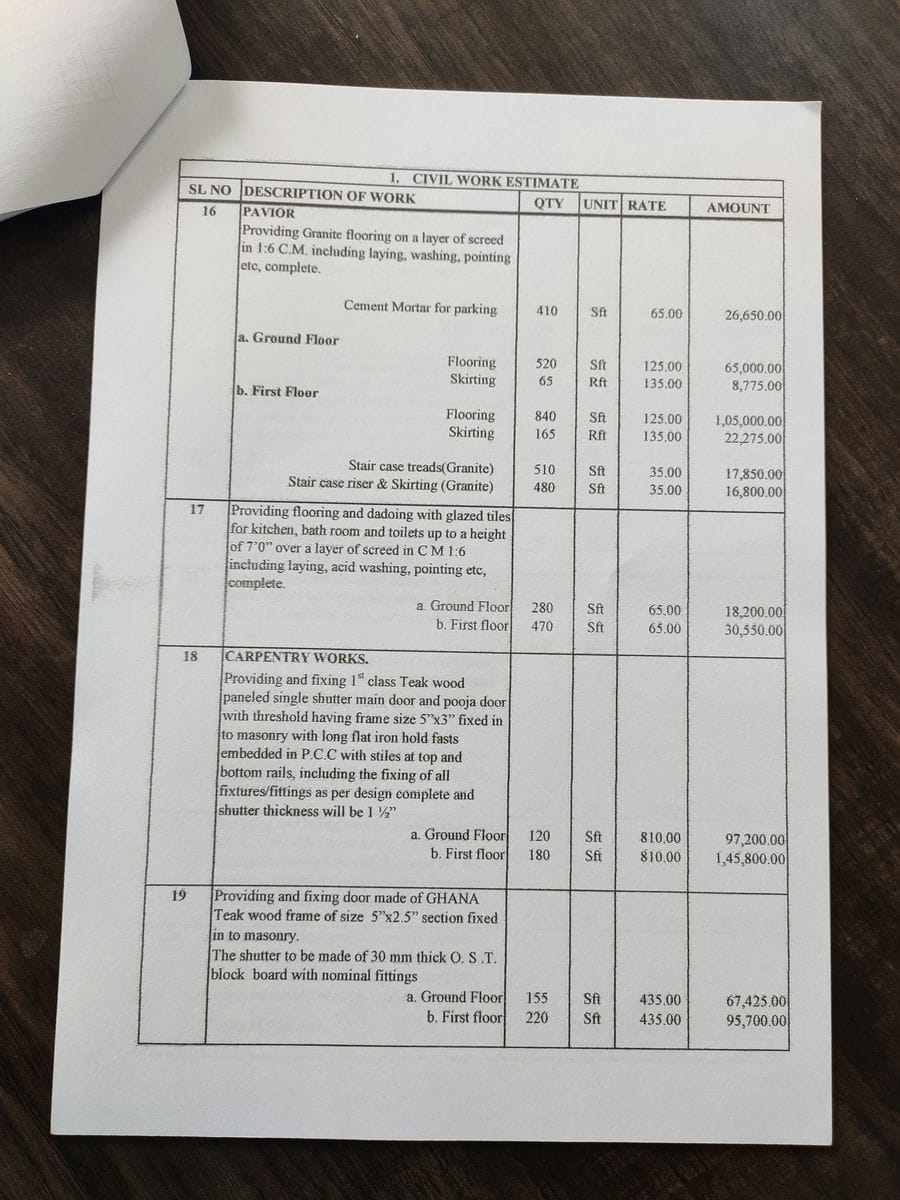 1. CIVIL WORK ESTIMATE
SL NO DESCRIPTION OF WORK QTY UNIT RATE AMOUNT
16 PAVIOR
Providing Granite flooring on a layer of screed
in 1:6 C.M. including laying, washing, pointing
etc, complete.
Cement Mortar for parking 410 Sft 65.00 26,650.00
a. Ground Floor
Flooring 520 Sft 125.00 65,000.00
Skirting 65 Rft 135.00 8,775.00
b. First Floor
Flooring 840 Sft 125.00 1,05,000.00
Skirting 165 Rft 135.00 22,275.00
Stair case treads(Granite) 510 Sft 35.00 17,850.00
Stair case riser & Skirting (Granite) 480 Sft 35.00 16,800.00
17 Providing flooring and dadoing with glazed tiles
for kitchen, bath room and toilets up to a height
of 7'0" over a layer of screed in C M 1:6
including laying, acid washing, pointing etc,
complete.
a. Ground Floor 280 Sft 65.00 18,200.00
b. First floor 470 Sft 65.00 30,550.00
18 CARPENTRY WORKS.
Providing and fixing 1st class Teak wood
paneled single shutter main door and pooja door
with threshold having frame size 5"x3" fixed in
to masonry with long flat iron hold fasts
embedded in P.C.C with stiles at top and
bottom rails, including the fixing of all
fixtures/fittings as per design complete and
shutter thickness will be 1 ½"
a. Ground Floor 120 Sft 810.00 97,200.00
b. First floor 180 Sft 810.00 1,45,800.00
19 Providing and fixing door made of GHANA
Teak wood frame of size 5"x2.5" section fixed
in to masonry.
The shutter to be made of 30 mm thick O. S .T.
block board with nominal fittings
a. Ground Floor 155 Sft 435.00 67,425.00
b. First floor 220 Sft 435.00 95,700.00